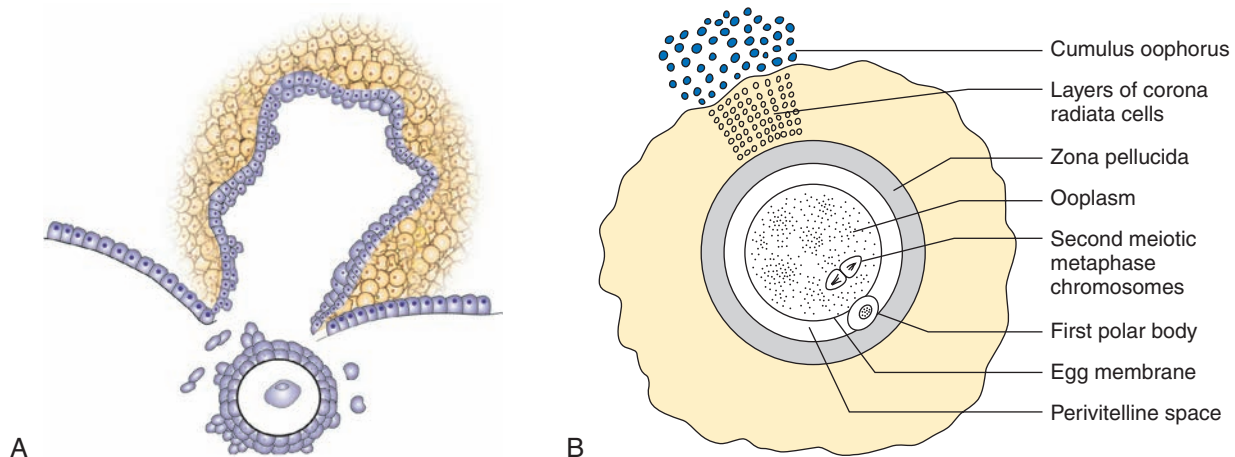 A
B
Cumulus oophorus
Layers of corona
radiata cells
Zona pellucida
Ooplasm
Second meiotic
metaphase
chromosomes
First polar body
Egg membrane
Perivitelline space